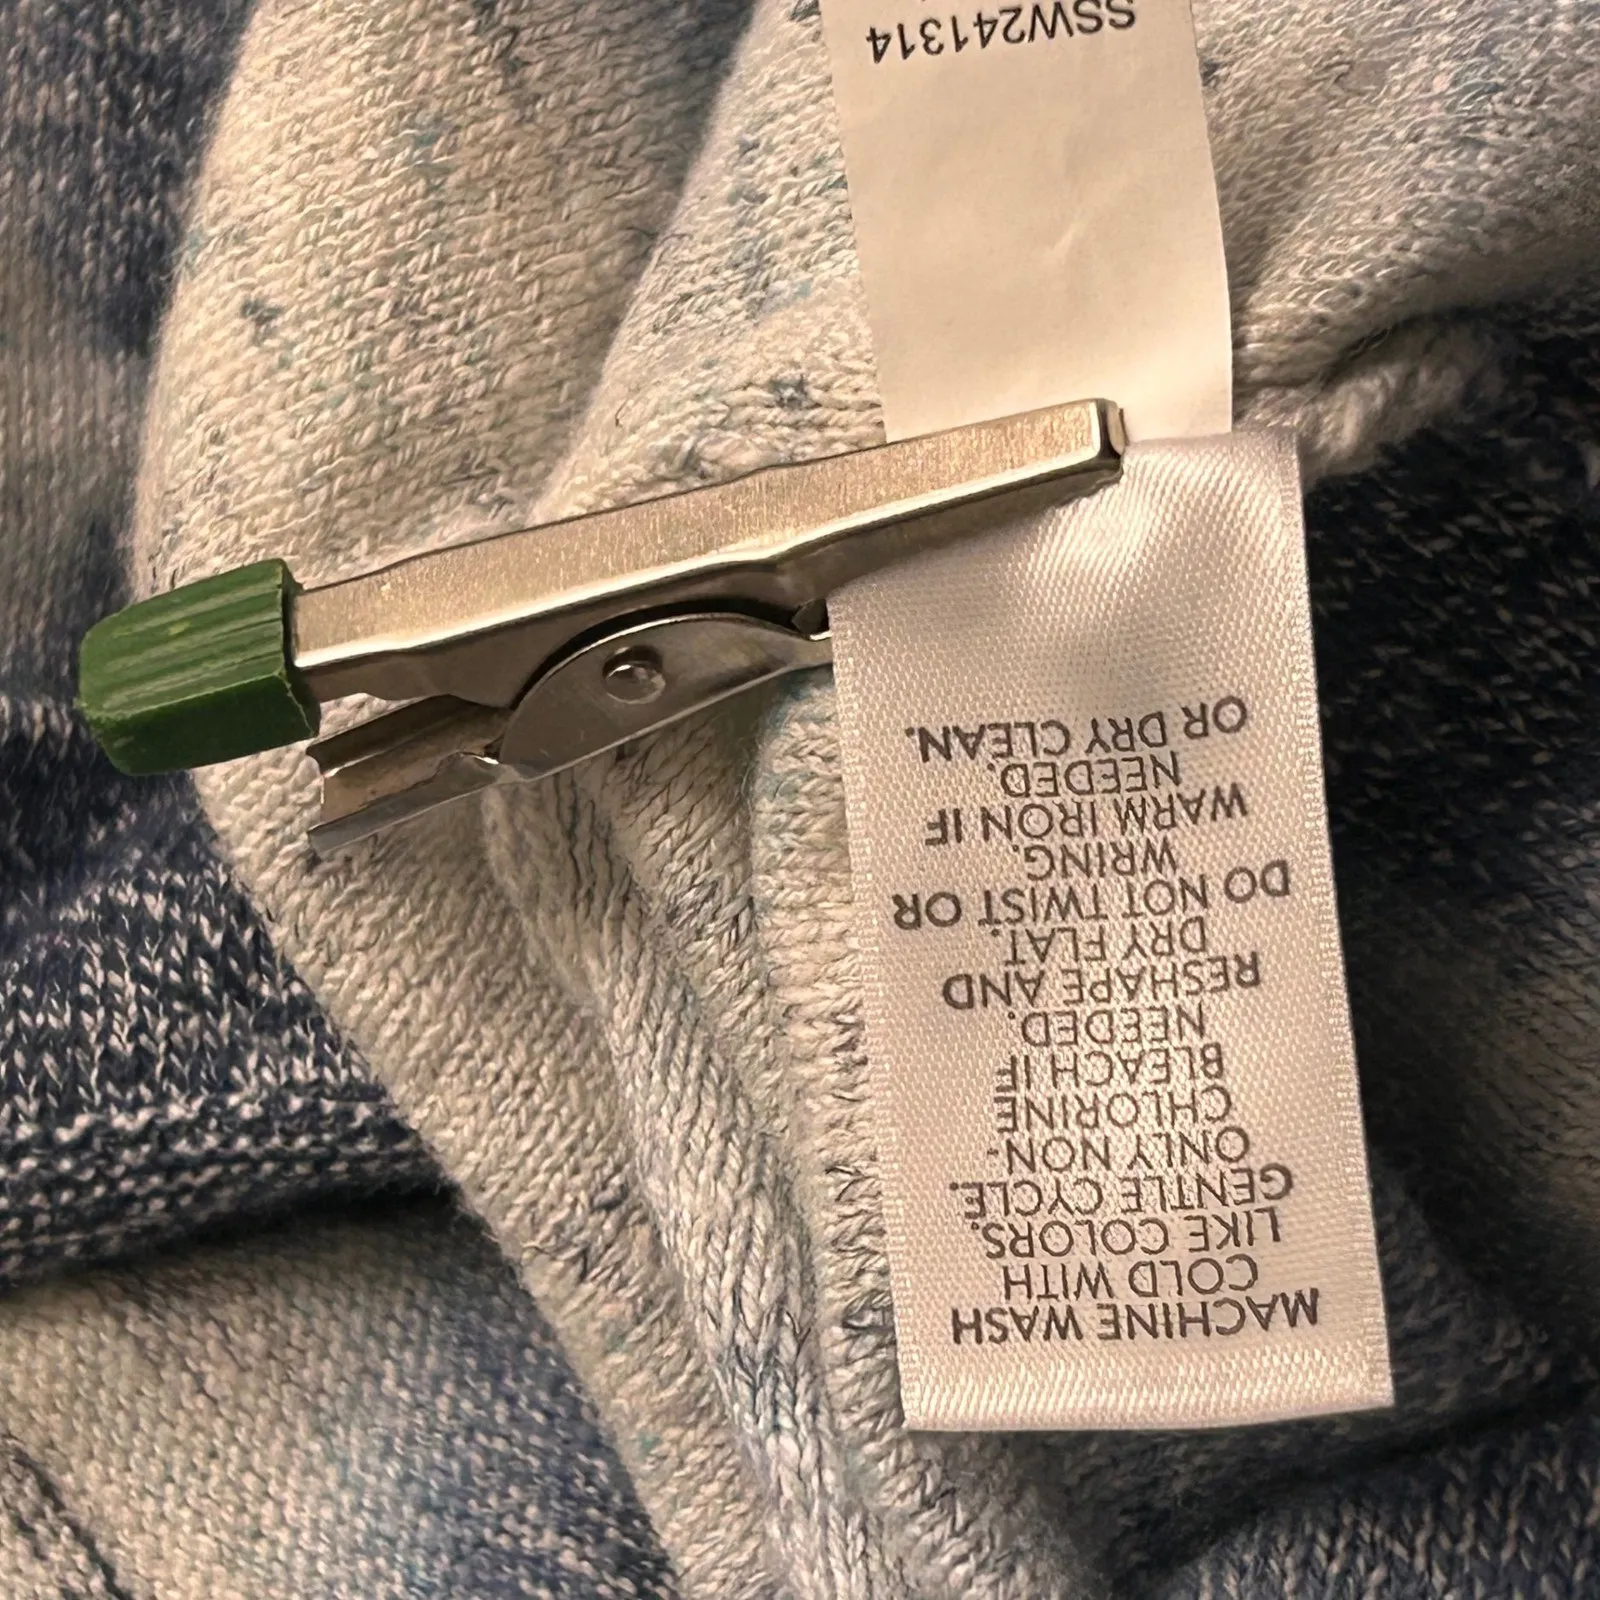 MACHINE WASH
COLD WITH
LIKE COLORS.
GENTLE CYCLE.
ONLY NON-
CHLORINE
BLEACH IF
NEEDED.
RESHAPE AND
DRY FLAT.
DO NOT TWIST OR
WRING.
WARM IRON IF
NEEDED.
OR DRY CLEAN.
SSW241314